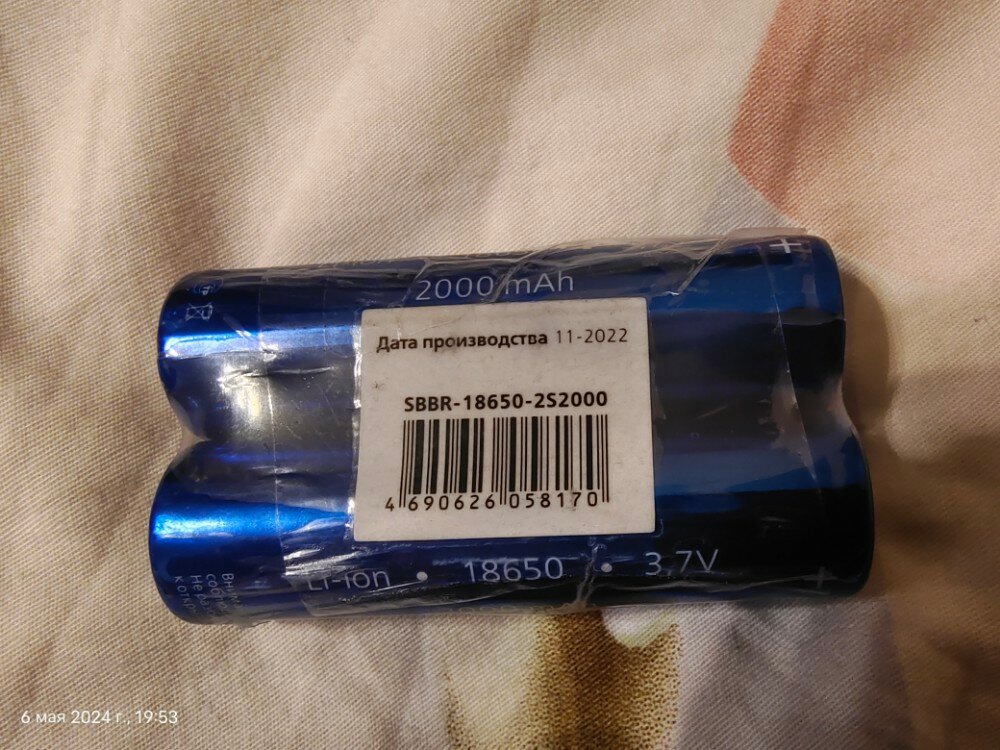 2000 mAh
Дата производства 11-2022
SBBR-18650-2S2000
4 690626 058170
Li-ion • 18650 • 3,7V
6 мая 2024 г., 19:53